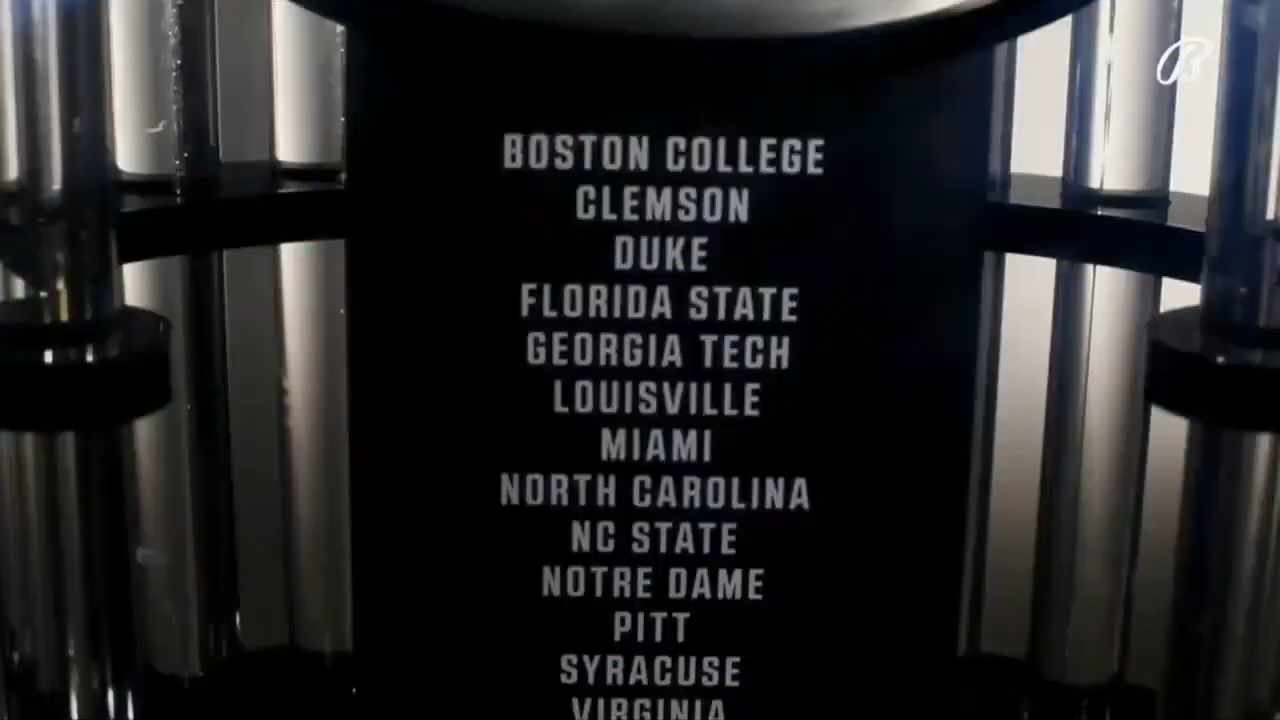 BOSTON COLLEGE
CLEMSON
DUKE
FLORIDA STATE
GEORGIA TECH
LOUISVILLE
MIAMI
NORTH CAROLINA
NC STATE
NOTRE DAME
PITT
SYRACUSE
VIRGINIA